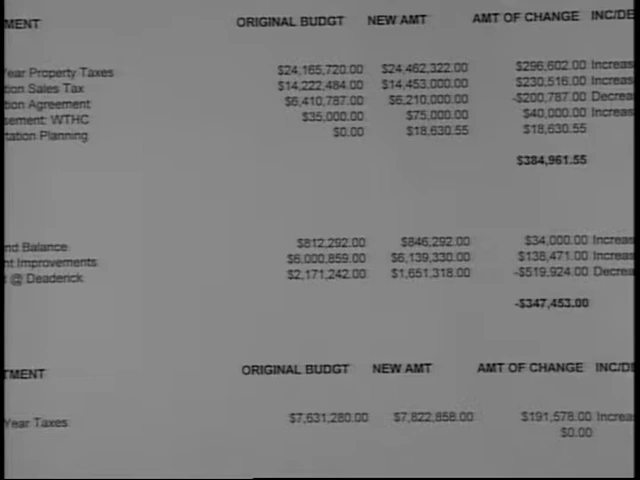 MENT ORIGINAL BUDGT NEW AMT AMT OF CHANGE INC/DE
Year Property Taxes $24,165,720.00 $24,462,322.00 $296,602.00 Increas
tion Sales Tax $14,222,484.00 $14,453,000.00 $230,516.00 Increas
tion Agreement $6,410,787.00 $6,210,000.00 -$200,787.00 Decrea
sement: WTHC $35,000.00 $75,000.00 $40,000.00 Increas
tation Planning $0.00 $18,630.55 $18,630.55
$384,961.55
nd Balance $812,292.00 $846,292.00 $34,000.00 Increas
nt Improvements $6,000,859.00 $6,139,330.00 $138,471.00 Increas
t @ Deaderick $2,171,242.00 $1,651,318.00 -$519,924.00 Decrea
-$347,453.00
TMENT ORIGINAL BUDGT NEW AMT AMT OF CHANGE INC/DE
Year Taxes $7,631,280.00 $7,822,858.00 $191,578.00 Increa
$0.00